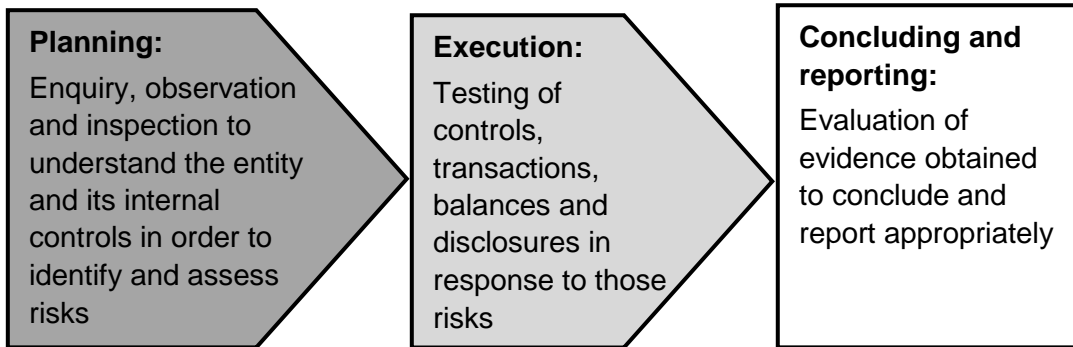 Planning:
Enquiry, observation
and inspection to
understand the entity
and its internal
controls in order to
identify and assess
risks
Execution:
Testing of
controls,
transactions,
balances and
disclosures in
response to those
risks
Concluding and
reporting:
Evaluation of
evidence obtained
to conclude and
report appropriately